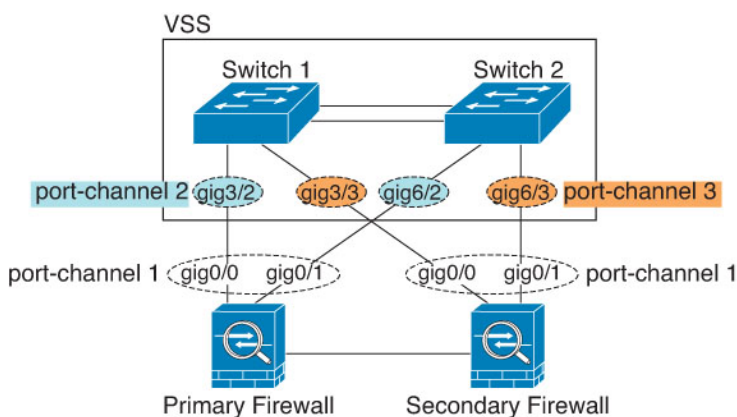 VSS
Switch 1
Switch 2
port-channel 2
gig3/2
gig3/3
gig6/2
gig6/3
port-channel 3
port-channel 1
gig0/0
gig0/1
gig0/0
gig0/1
port-channel 1
Primary Firewall
Secondary Firewall